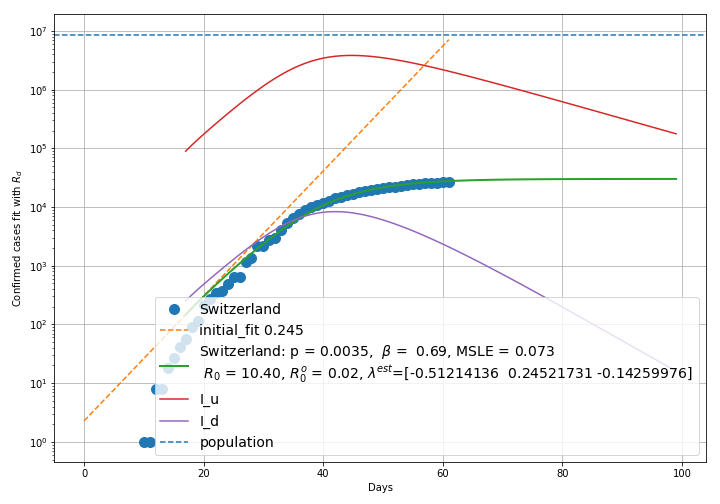 10⁷
10⁶
10⁵
10⁴
10³
10²
10¹
10⁰
Confirmed cases fit with R_d
0 20 40 60 80 100
Days
Switzerland
initial_fit 0.245
Switzerland: p = 0.0035, β = 0.69, MSLE = 0.073
R₀ = 10.40, R₀ᵒ = 0.02, λᵉˢᵗ=[-0.51214136 0.24521731 -0.14259976]
I_u
I_d
population